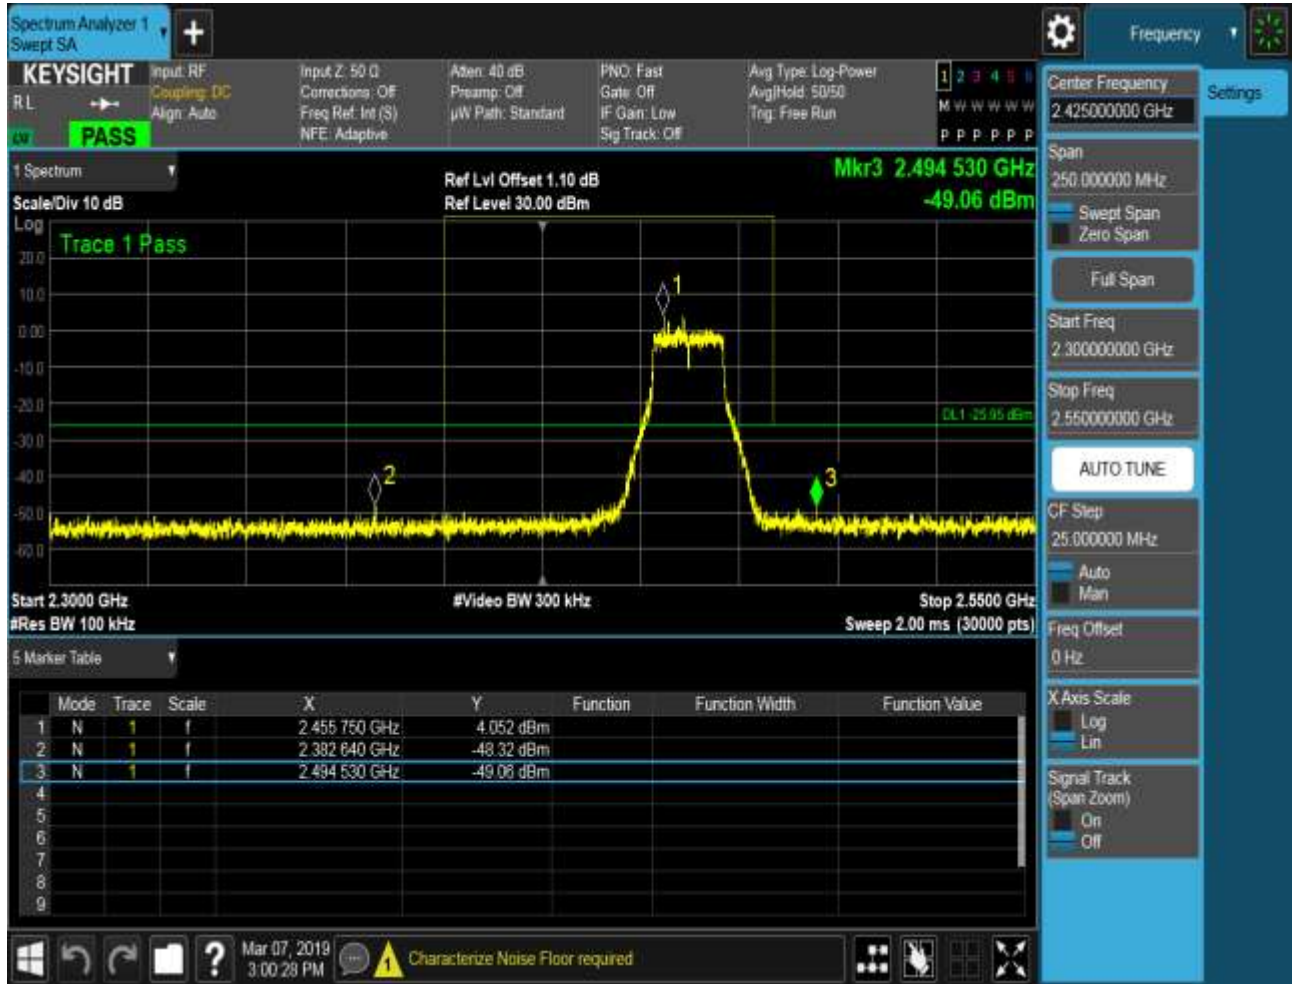 Spectrum Analyzer 1
Swept SA
+
Frequency
KEYSIGHT
RL
PASS
Input: RF
Coupling: DC
Align: Auto
Input Z: 50 Ω
Corrections: Off
Freq Ref: Int (S)
NFE: Adaptive
Atten: 40 dB
Preamp: Off
µW Path: Standard
PNO: Fast
Gate: Off
IF Gain: Low
Sig Track: Off
Avg Type: Log-Power
Avg|Hold: 50/50
Trig: Free Run
1 2 3 4 5 6
M W W W W W
P P P P P P
1 Spectrum
Scale/Div 10 dB
Ref Lvl Offset 1.10 dB
Ref Level 30.00 dBm
Mkr3 2.494 530 GHz
-49.06 dBm
Log
Trace 1 Pass
20.0
10.0
0.00
-10.0
-20.0
-30.0
-40.0
-50.0
-60.0
1
2
3
DL1 -25.95 dBm
Start 2.3000 GHz
#Res BW 100 kHz
#Video BW 300 kHz
Stop 2.5500 GHz
Sweep 2.00 ms (30000 pts)
5 Marker Table
Mode Trace Scale X Y Function Function Width Function Value
1 N 1 f 2.455 750 GHz 4.052 dBm
2 N 1 f 2.382 640 GHz -48.32 dBm
3 N 1 f 2.494 530 GHz -49.06 dBm
4
5
6
7
8
9
Mar 07, 2019
3:00:28 PM
1
Characterize Noise Floor required
Center Frequency
2.425000000 GHz
Span
250.000000 MHz
Swept Span
Zero Span
Full Span
Start Freq
2.300000000 GHz
Stop Freq
2.550000000 GHz
AUTO TUNE
CF Step
25.000000 MHz
Auto
Man
Freq Offset
0 Hz
X Axis Scale
Log
Lin
Signal Track
(Span Zoom)
On
Off
Settings